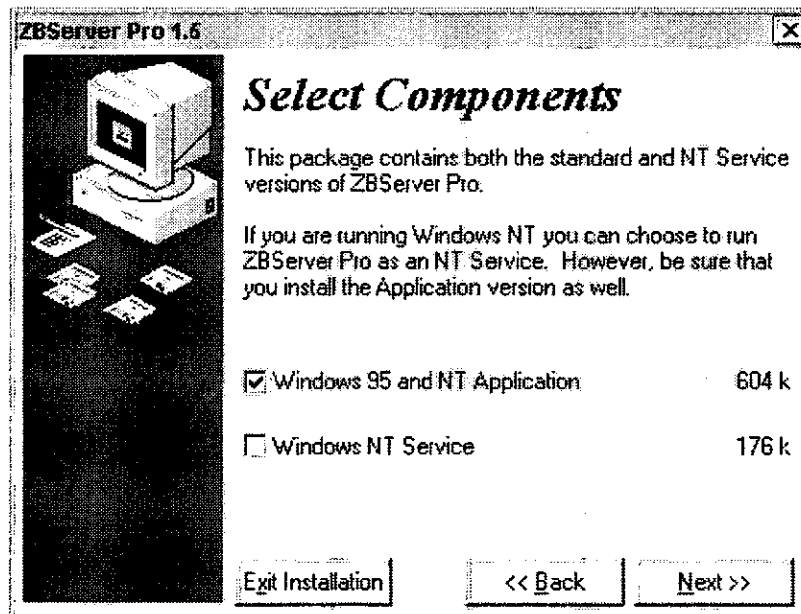 ZBServer Pro 1.5
Select Components
This package contains both the standard and NT Service
versions of ZBServer Pro.
If you are running Windows NT you can choose to run
ZBServer Pro as an NT Service. However, be sure that
you install the Application version as well.
Windows 95 and NT Application 604 k
Windows NT Service 176 k
Exit Installation << Back Next >>